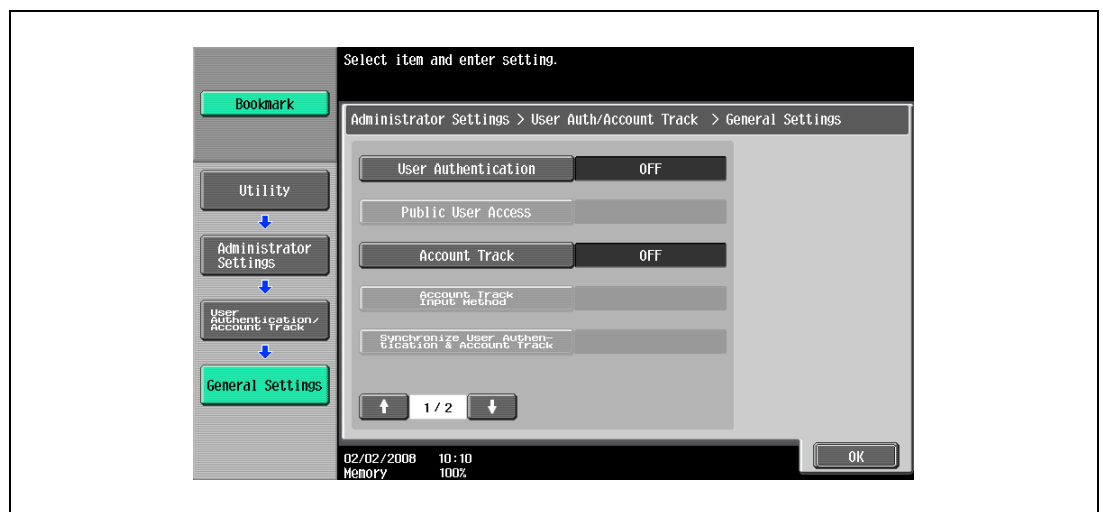 Select item and enter setting.
Bookmark
Administrator Settings > User Auth/Account Track > General Settings
User Authentication OFF
Utility
Public User Access
Administrator
Settings
Account Track OFF
Account Track
Input Method
User
Authentication/
Account Track
Synchronize User Authen-
tication & Account Track
General Settings
1/2
OK
02/02/2008 10:10
Memory 100%